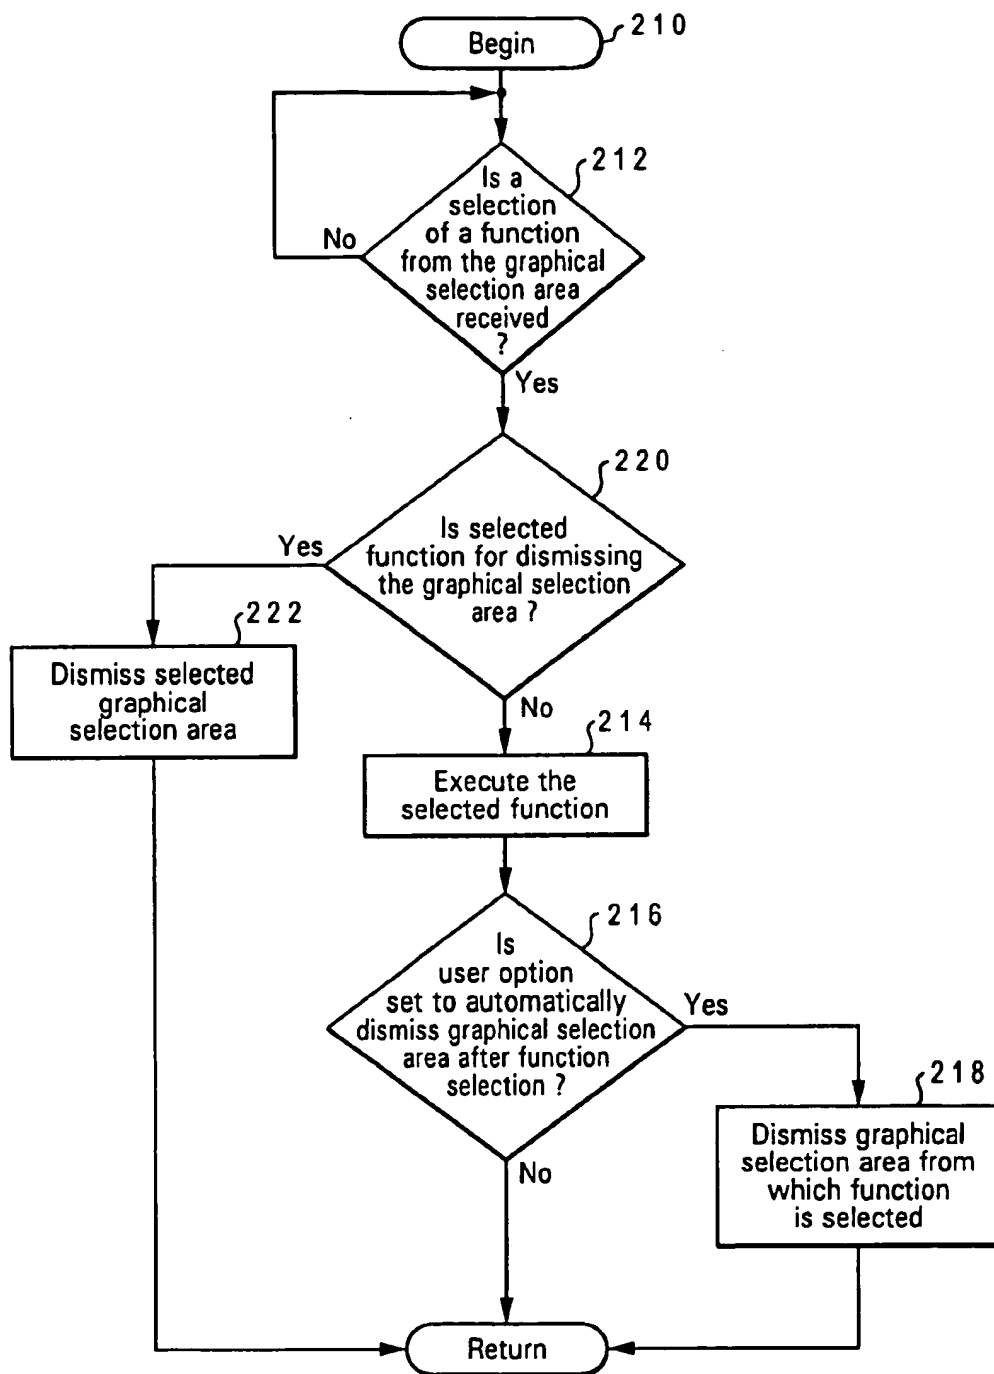 Begin
210
212
Is a
selection
of a function
from the graphical
selection area
received
?
No
Yes
220
Is selected
function for dismissing
the graphical selection
area ?
Yes
No
222
Dismiss selected
graphical
selection area
214
Execute the
selected function
216
Is
user option
set to automatically
dismiss graphical selection
area after function
selection ?
Yes
No
218
Dismiss graphical
selection area from
which function
is selected
Return